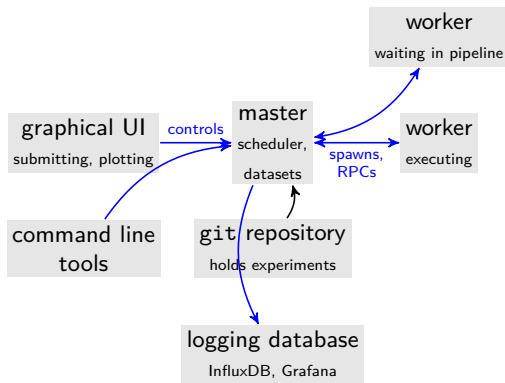 worker
waiting in pipeline
graphical UI
submitting, plotting
controls
master
scheduler,
datasets
spawns,
RPCs
worker
executing
command line
tools
git repository
holds experiments
logging database
InfluxDB, Grafana